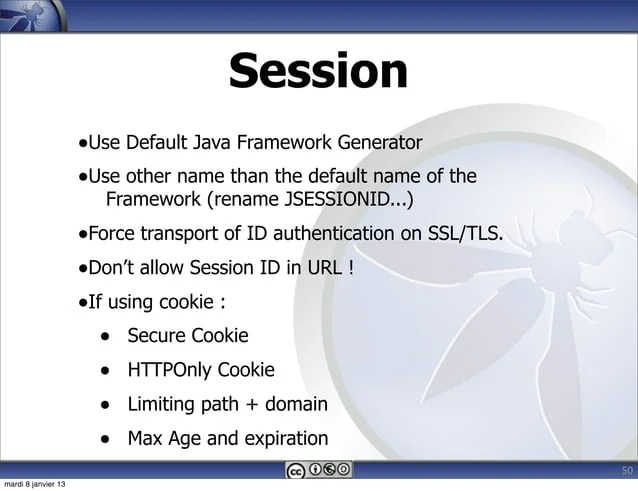 Session
•Use Default Java Framework Generator
•Use other name than the default name of the
Framework (rename JSESSIONID...)
•Force transport of ID authentication on SSL/TLS.
•Don’t allow Session ID in URL !
•If using cookie :
• Secure Cookie
• HTTPOnly Cookie
• Limiting path + domain
• Max Age and expiration
cc
50
mardi 8 janvier 13